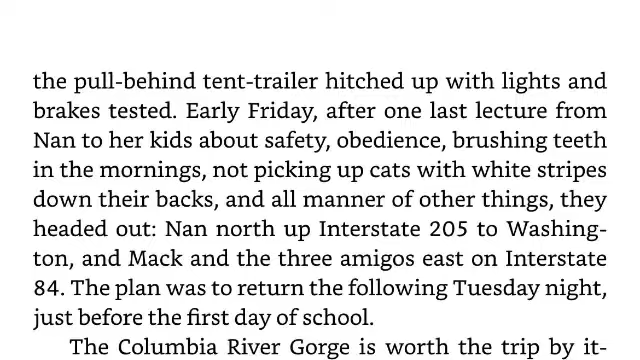 the pull-behind tent-trailer hitched up with lights and
brakes tested. Early Friday, after one last lecture from
Nan to her kids about safety, obedience, brushing teeth
in the mornings, not picking up cats with white stripes
down their backs, and all manner of other things, they
headed out: Nan north up Interstate 205 to Washing-
ton, and Mack and the three amigos east on Interstate
84. The plan was to return the following Tuesday night,
just before the first day of school.
The Columbia River Gorge is worth the trip by it-